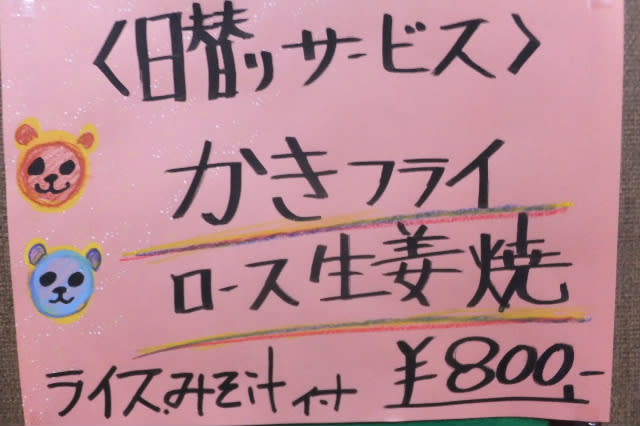 〈日替りサービス〉
かきフライ
ロース生姜焼
ライス.みそ汁付 ¥800.-